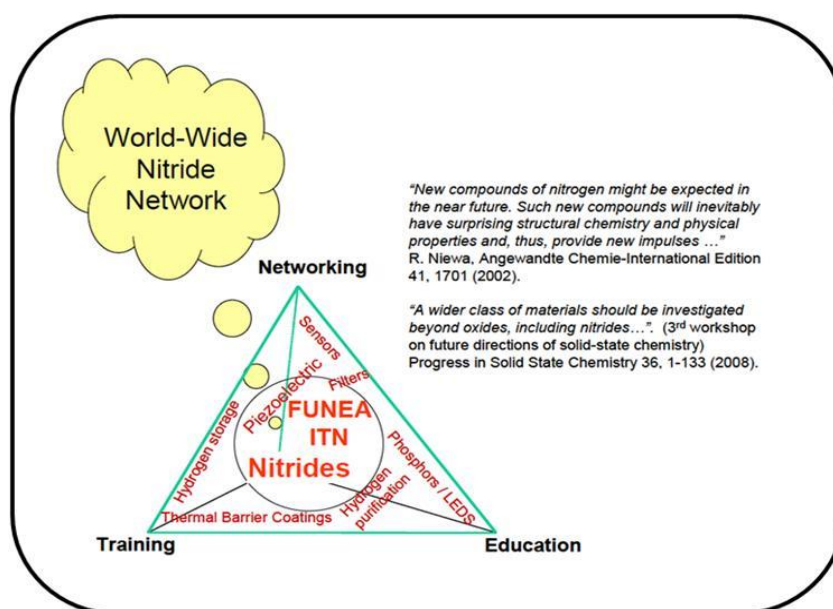 World-Wide
Nitride
Network
"New compounds of nitrogen might be expected in
the near future. Such new compounds will inevitably
have surprising structural chemistry and physical
properties and, thus, provide new impulses …"
R. Niewa, Angewandte Chemie-International Edition
41, 1701 (2002).
"A wider class of materials should be investigated
beyond oxides, including nitrides…". (3rd workshop
on future directions of solid-state chemistry)
Progress in Solid State Chemistry 36, 1-133 (2008).
Networking
Sensors
Piezoelectric
Filters
Hydrogen storage
FUNEA
ITN
Nitrides
Phosphors / LEDS
Hydrogen
purification
Thermal Barrier Coatings
Training
Education